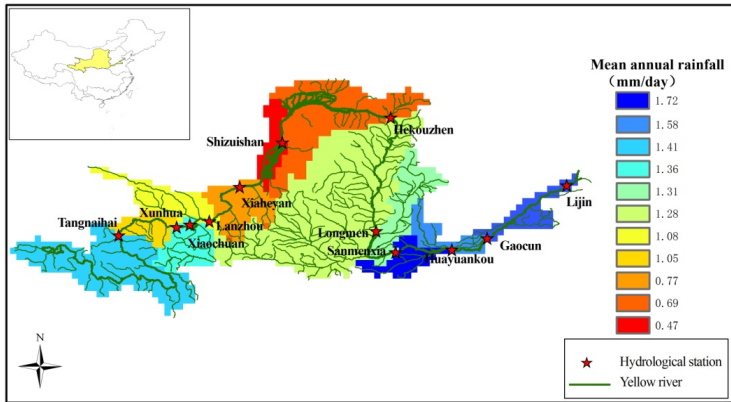 Mean annual rainfall
(mm/day)
1.72
1.58
1.41
1.36
1.31
1.28
1.08
1.05
0.77
0.69
0.47
Hekouzhen
Shizuishan
Xiaheyan
Lijin
Xunhua
Tangnaihai
Lanzhou
Longmen
Gaocun
Xiaochuan
Sanmenxia
Huayuankou
N
Hydrological station
Yellow river